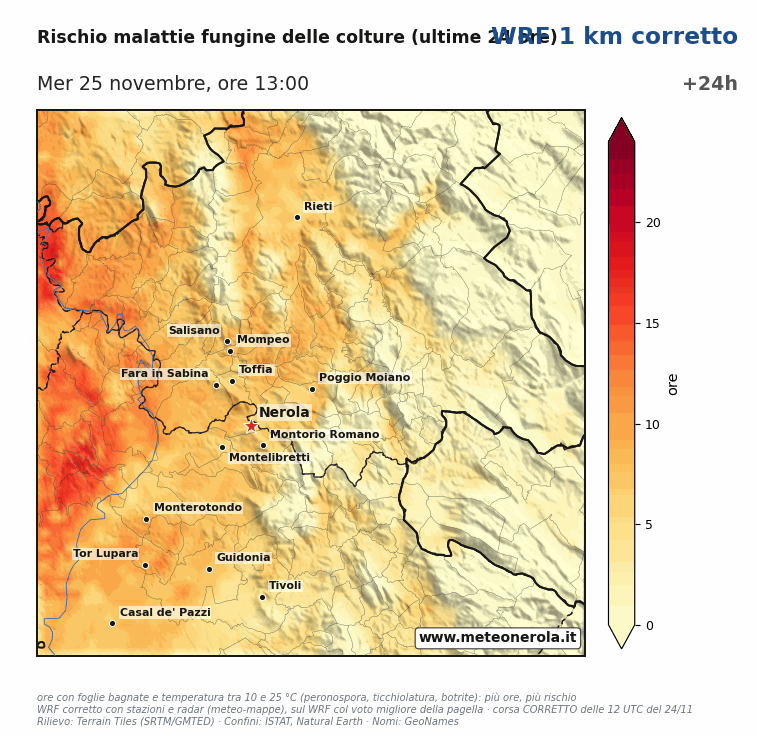 Rischio malattie fungine delle colture (ultime 24 ore)
WRF 1 km corretto
Mer 25 novembre, ore 13:00
+24h
Rieti
Salisano
Mompeo
Toffia
Fara in Sabina
Poggio Moiano
Nerola
Montorio Romano
Montelibretti
Monterotondo
Tor Lupara
Guidonia
Tivoli
Casal de' Pazzi
www.meteonerola.it
20
15
10
5
0
ore
ore con foglie bagnate e temperatura tra 10 e 25 °C (peronospora, ticchiolatura, botrite): più ore, più rischio
WRF corretto con stazioni e radar (meteo-mappe), sul WRF col voto migliore della pagella · corsa CORRETTO delle 12 UTC del 24/11
Rilievo: Terrain Tiles (SRTM/GMTED) · Confini: ISTAT, Natural Earth · Nomi: GeoNames